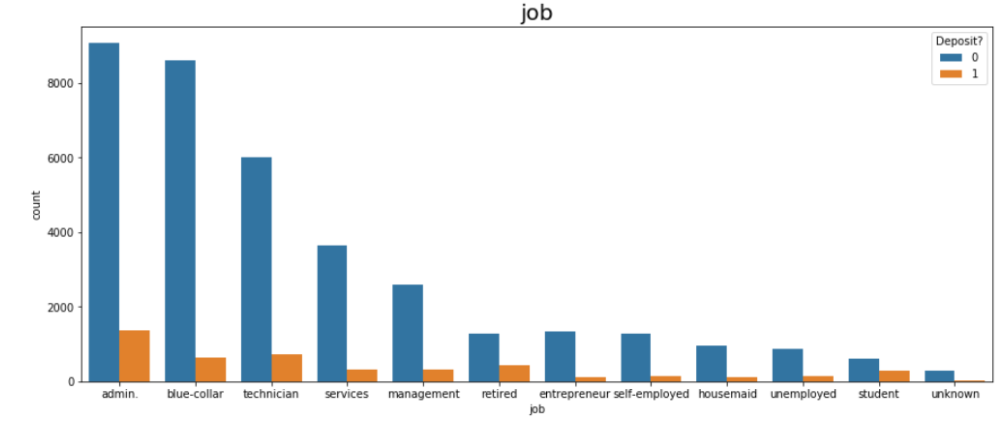 job
Deposit?
0
1
8000
6000
4000
2000
0
count
admin. blue-collar technician services management retired entrepreneur self-employed housemaid unemployed student unknown
job